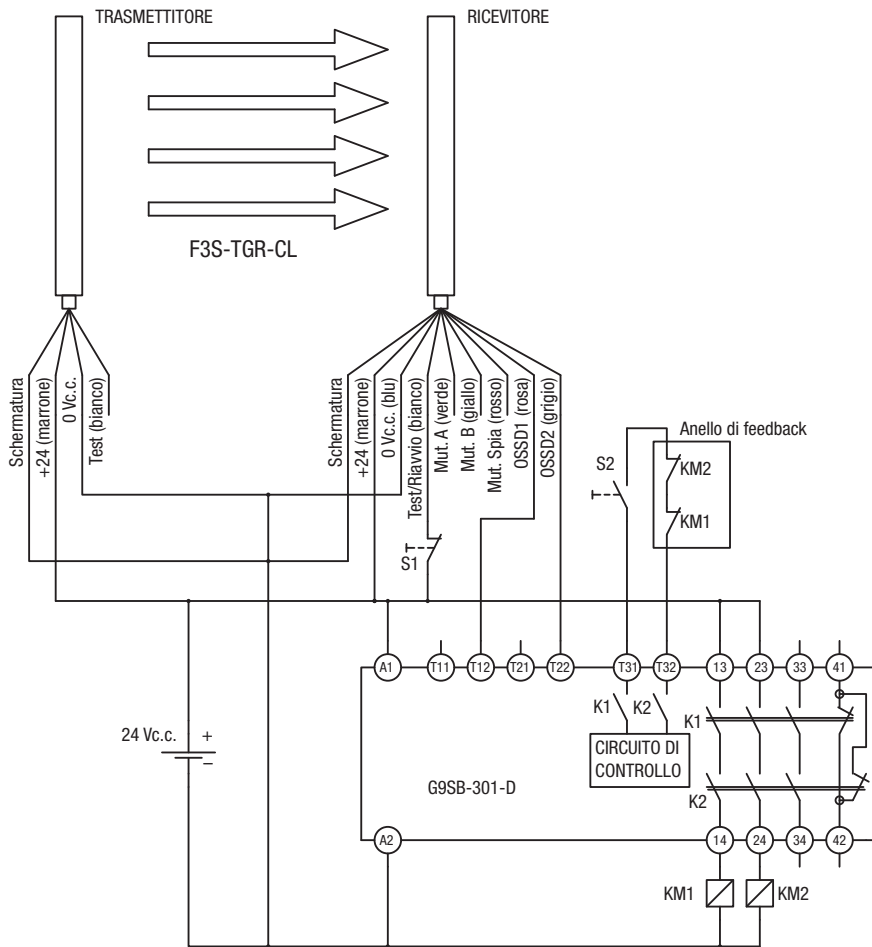 TRASMETTITORE
RICEVITORE
F3S-TGR-CL
Schermatura
+24 (marrone)
0 Vc.c.
Test (bianco)
Schermatura
+24 (marrone)
0 Vc.c. (blu)
Test/Riavvio (bianco)
Mut. A (verde)
Mut. B (giallo)
Mut. Spia (rosso)
OSSD1 (rosa)
OSSD2 (grigio)
Anello di feedback
S2
KM2
KM1
S1
A1
T11
T12
T21
T22
T31
T32
13
23
33
41
K1
K2
K1
24 Vc.c.
+
–
CIRCUITO DI
CONTROLLO
G9SB-301-D
K2
A2
14
24
34
42
KM1
KM2